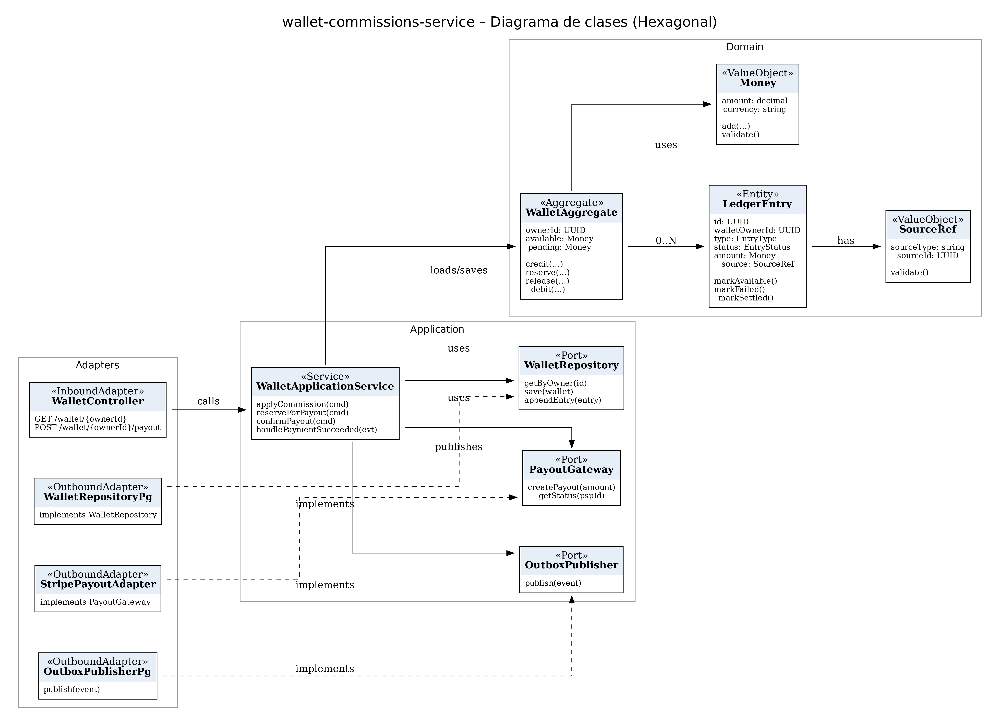 wallet-commissions-service – Diagrama de clases (Hexagonal)
Domain
«ValueObject»
Money
amount: decimal
currency: string
add(...)
validate()
uses
«Aggregate»
WalletAggregate
ownerId: UUID
available: Money
pending: Money
credit(...)
reserve(...)
release(...)
debit(...)
0..N
«Entity»
LedgerEntry
id: UUID
walletOwnerId: UUID
type: EntryType
status: EntryStatus
amount: Money
source: SourceRef
markAvailable()
markFailed()
markSettled()
has
«ValueObject»
SourceRef
sourceType: string
sourceId: UUID
validate()
loads/saves
Application
«Service»
WalletApplicationService
applyCommission(cmd)
reserveForPayout(cmd)
confirmPayout(cmd)
handlePaymentSucceeded(evt)
uses
uses
publishes
«Port»
WalletRepository
getByOwner(id)
save(wallet)
appendEntry(entry)
«Port»
PayoutGateway
createPayout(amount)
getStatus(pspId)
«Port»
OutboxPublisher
publish(event)
Adapters
«InboundAdapter»
WalletController
GET /wallet/{ownerId}
POST /wallet/{ownerId}/payout
calls
«OutboundAdapter»
WalletRepositoryPg
implements WalletRepository
implements
«OutboundAdapter»
StripePayoutAdapter
implements PayoutGateway
implements
«OutboundAdapter»
OutboxPublisherPg
publish(event)
implements